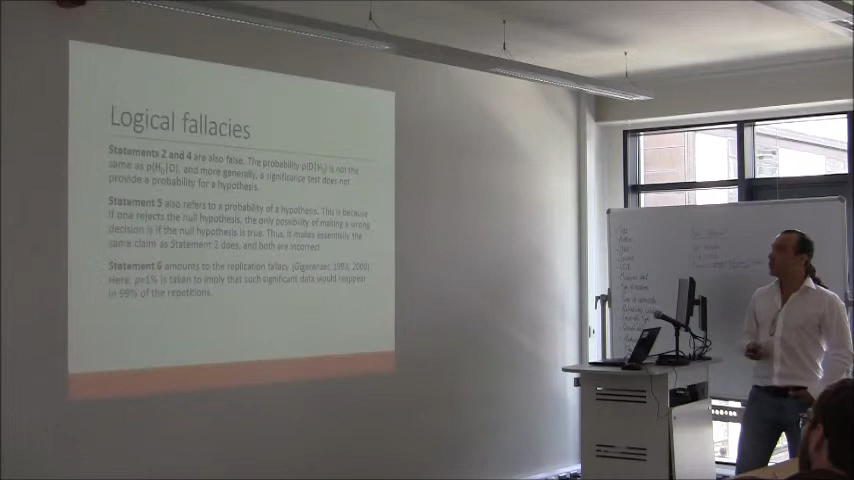 Logical fallacies
Statements 2 and 4 are also false. The probability p(D|H₀) is not the
same as p(H₀|D), and more generally, a significance test does not
provide a probability for a hypothesis.
Statement 5 also refers to a probability of a hypothesis. This is because
if one rejects the null hypothesis, the only possibility of making a wrong
decision is if the null hypothesis is true. Thus, it makes essentially the
same claim as Statement 2 does, and both are incorrect
Statement 6 amounts to the replication fallacy (Gigerenzer, 1993, 2000).
Here, p=1% is taken to imply that such significant data would reappear
in 99% of the repetitions.